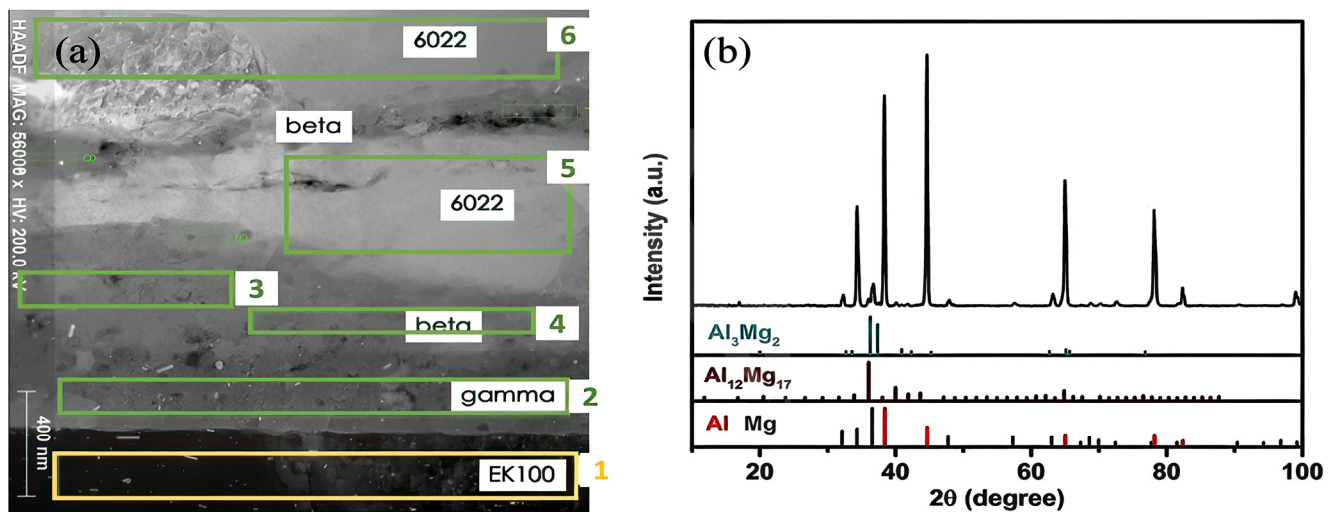 (a)
HAADF MAG: 56000 x HV: 200.0 kV
6022
6
beta
5
6022
3
beta
4
gamma
2
400 nm
EK100
1
(b)
Intensity (a.u.)
Al3Mg2
Al12Mg17
Al Mg
20 40 60 80 100
2θ (degree)